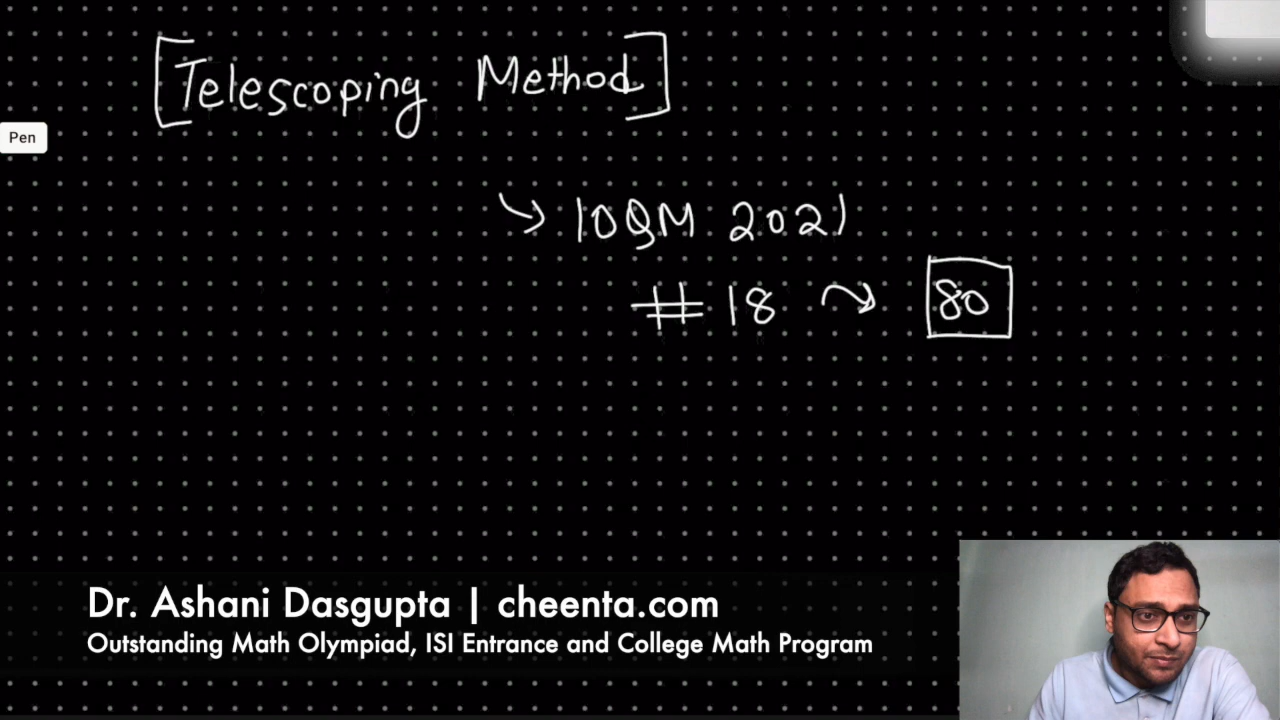 [Telescoping Method]
Pen
↘ IOQM 2021
# 18 ↝ 80
Dr. Ashani Dasgupta | cheenta.com
Outstanding Math Olympiad, ISI Entrance and College Math Program